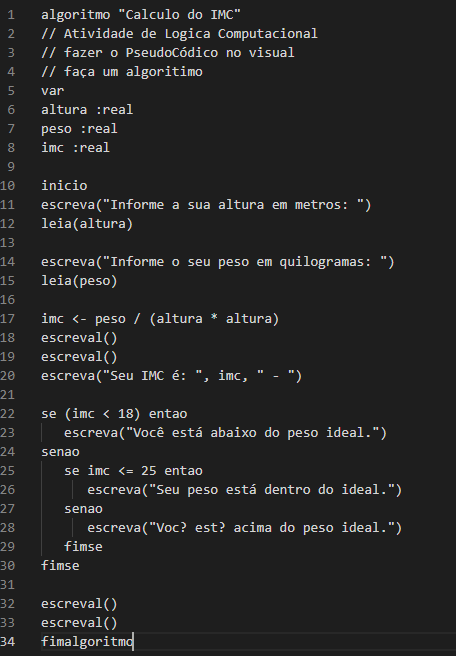 1 algoritmo "Calculo do IMC"
2 // Atividade de Logica Computacional
3 // fazer o PseudoCódico no visual
4 // faça um algoritimo
5 var
6 altura :real
7 peso :real
8 imc :real
9
10 inicio
11 escreva("Informe a sua altura em metros: ")
12 leia(altura)
13
14 escreva("Informe o seu peso em quilogramas: ")
15 leia(peso)
16
17 imc <- peso / (altura * altura)
18 escreval()
19 escreval()
20 escreva("Seu IMC é: ", imc, " - ")
21
22 se (imc < 18) entao
23    escreva("Você está abaixo do peso ideal.")
24 senao
25    se imc <= 25 entao
26       escreva("Seu peso está dentro do ideal.")
27    senao
28       escreva("Voc? est? acima do peso ideal.")
29    fimse
30 fimse
31
32 escreval()
33 escreval()
34 fimalgoritmo